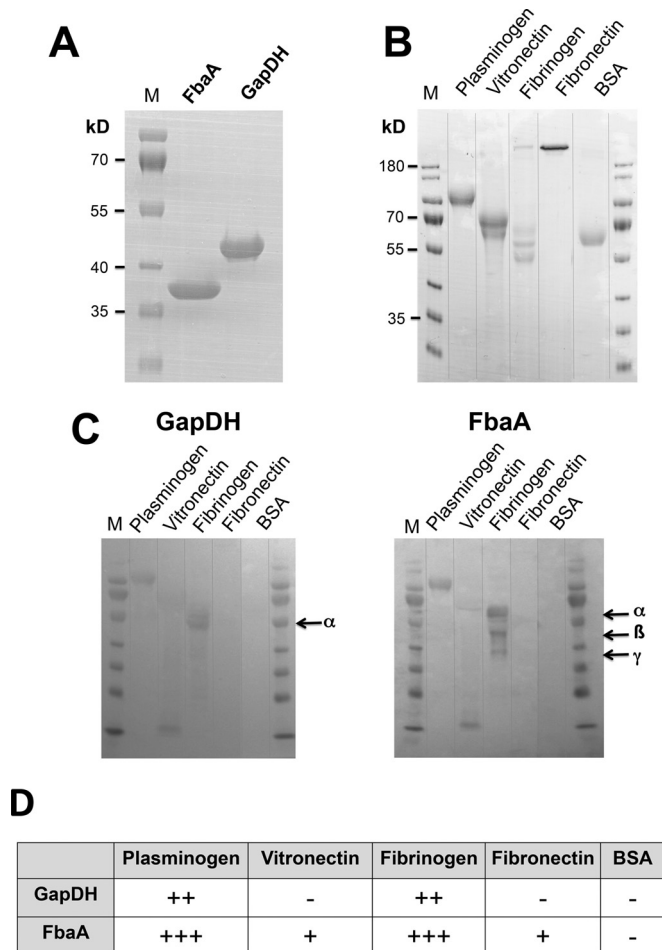 A
M FbaA GapDH
kD
70
55
40
35
B
M Plasminogen Vitronectin Fibrinogen Fibronectin BSA
kD
180
70
55
35
C
GapDH
M Plasminogen Vitronectin Fibrinogen Fibronectin BSA
α
FbaA
M Plasminogen Vitronectin Fibrinogen Fibronectin BSA
α
ß
γ
D
Plasminogen Vitronectin Fibrinogen Fibronectin BSA
GapDH ++ - ++ - -
FbaA +++ + +++ + -